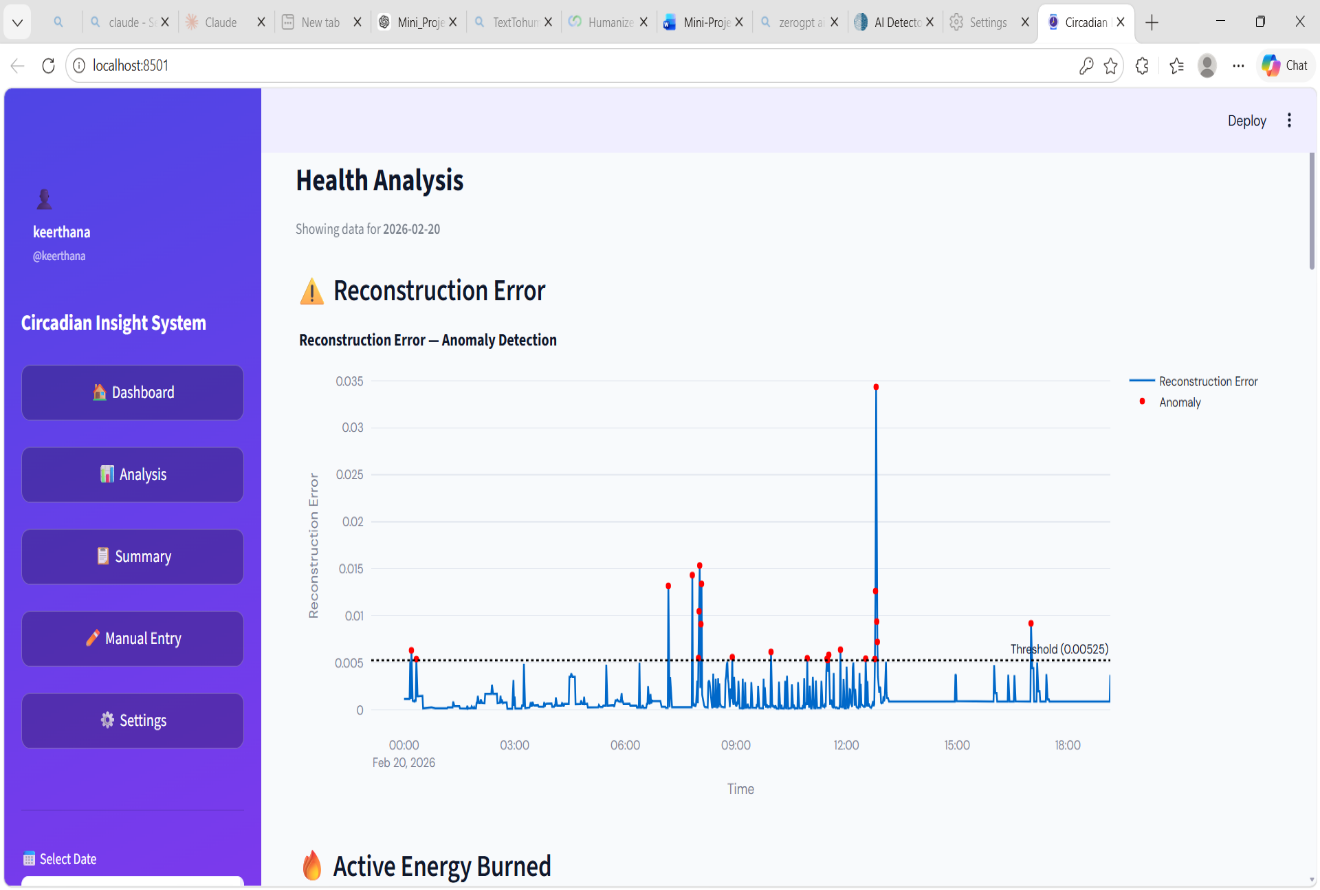 claude - S
Claude
New tab
Mini_Proje
TextTohum
Humanize
Mini-Proje
zerogpt a
AI Detecto
Settings
Circadian
localhost:8501
Chat
Deploy
keerthana
@keerthana
Circadian Insight System
Dashboard
Analysis
Summary
Manual Entry
Settings
Select Date
Health Analysis
Showing data for 2026-02-20
Reconstruction Error
Reconstruction Error — Anomaly Detection
Reconstruction Error
Anomaly
Reconstruction Error
0.035
0.03
0.025
0.02
0.015
0.01
0.005
0
Threshold (0.00525)
00:00
Feb 20, 2026
03:00
06:00
09:00
12:00
15:00
18:00
Time
Active Energy Burned